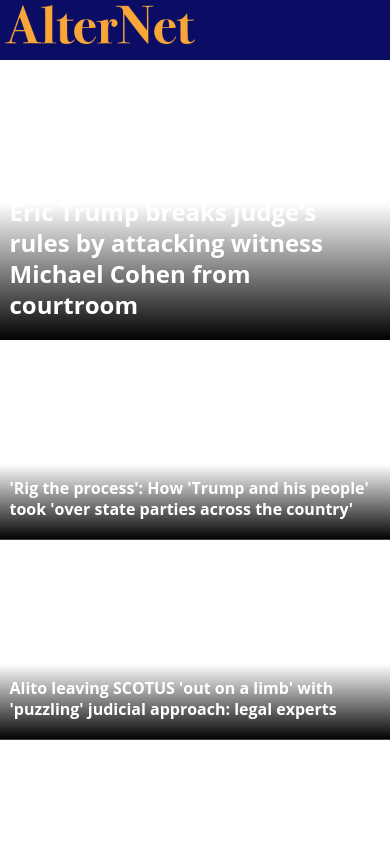 AlterNet
Eric Trump breaks judge's
rules by attacking witness
Michael Cohen from
courtroom
'Rig the process': How 'Trump and his people'
took 'over state parties across the country'
Alito leaving SCOTUS 'out on a limb' with
'puzzling' judicial approach: legal experts